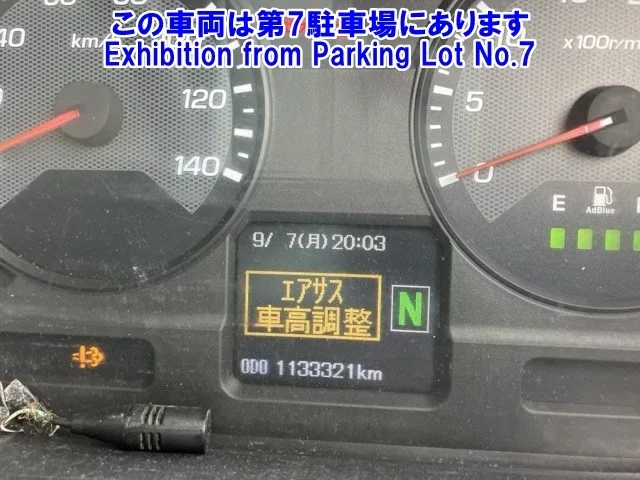 この車両は第7駐車場にあります
Exhibition from Parking Lot No.7
40
km/
120
140
x100r/m
5
0
E
AdBlue
9/ 7(月)20:03
エアサス
車高調整
N
ODO 1133321km